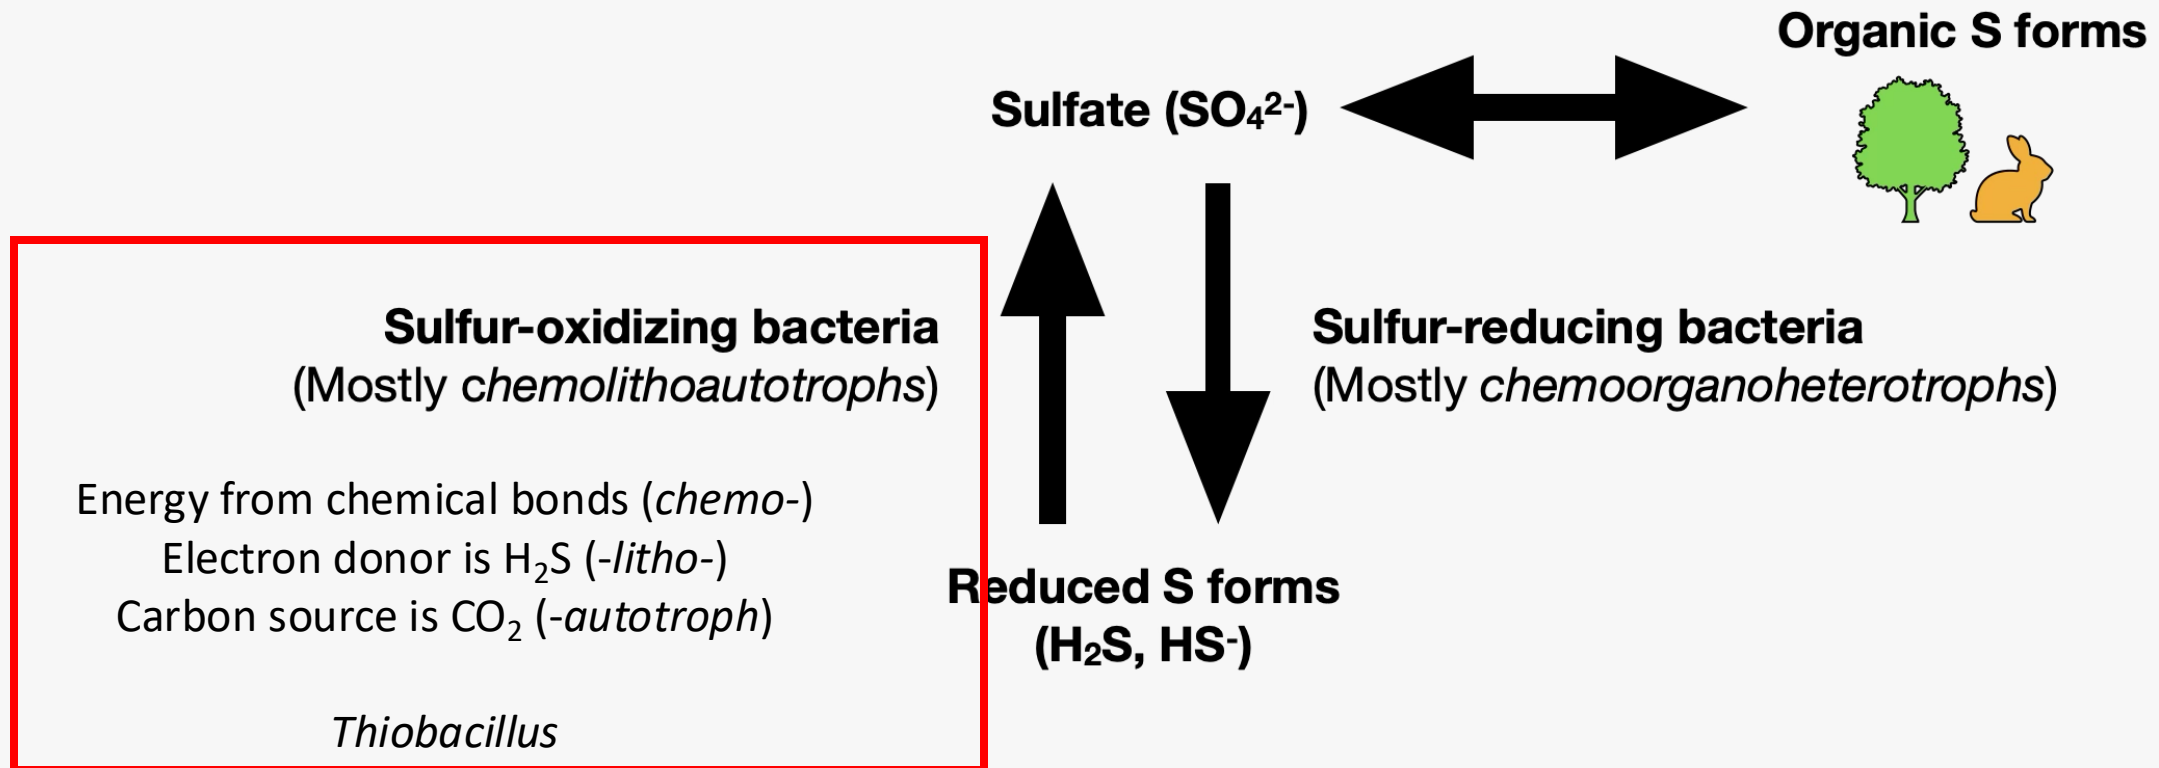 Organic S forms
Sulfate (SO₄²⁻)
Sulfur-oxidizing bacteria
(Mostly chemolithoautotrophs)
Energy from chemical bonds (chemo-)
Electron donor is H₂S (-litho-)
Carbon source is CO₂ (-autotroph)
Thiobacillus
Sulfur-reducing bacteria
(Mostly chemoorganoheterotrophs)
Reduced S forms
(H₂S, HS⁻)